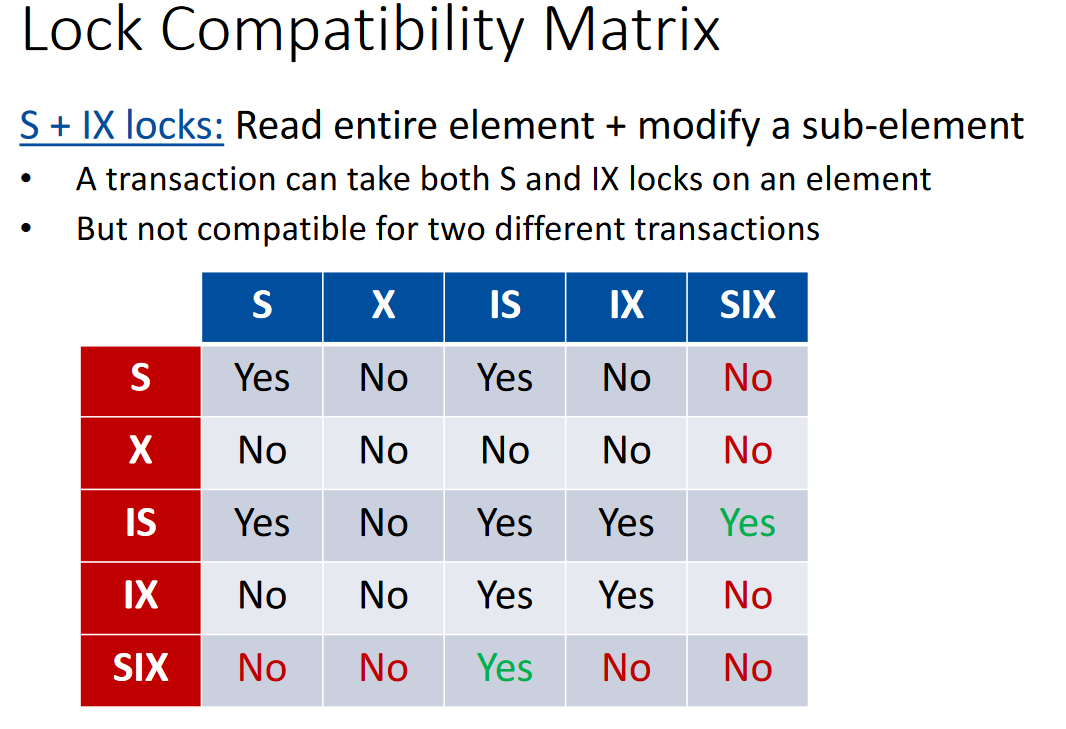 Lock Compatibility Matrix
S + IX locks: Read entire element + modify a sub-element
• A transaction can take both S and IX locks on an element
• But not compatible for two different transactions
S X IS IX SIX
S Yes No Yes No No
X No No No No No
IS Yes No Yes Yes Yes
IX No No Yes Yes No
SIX No No Yes No No